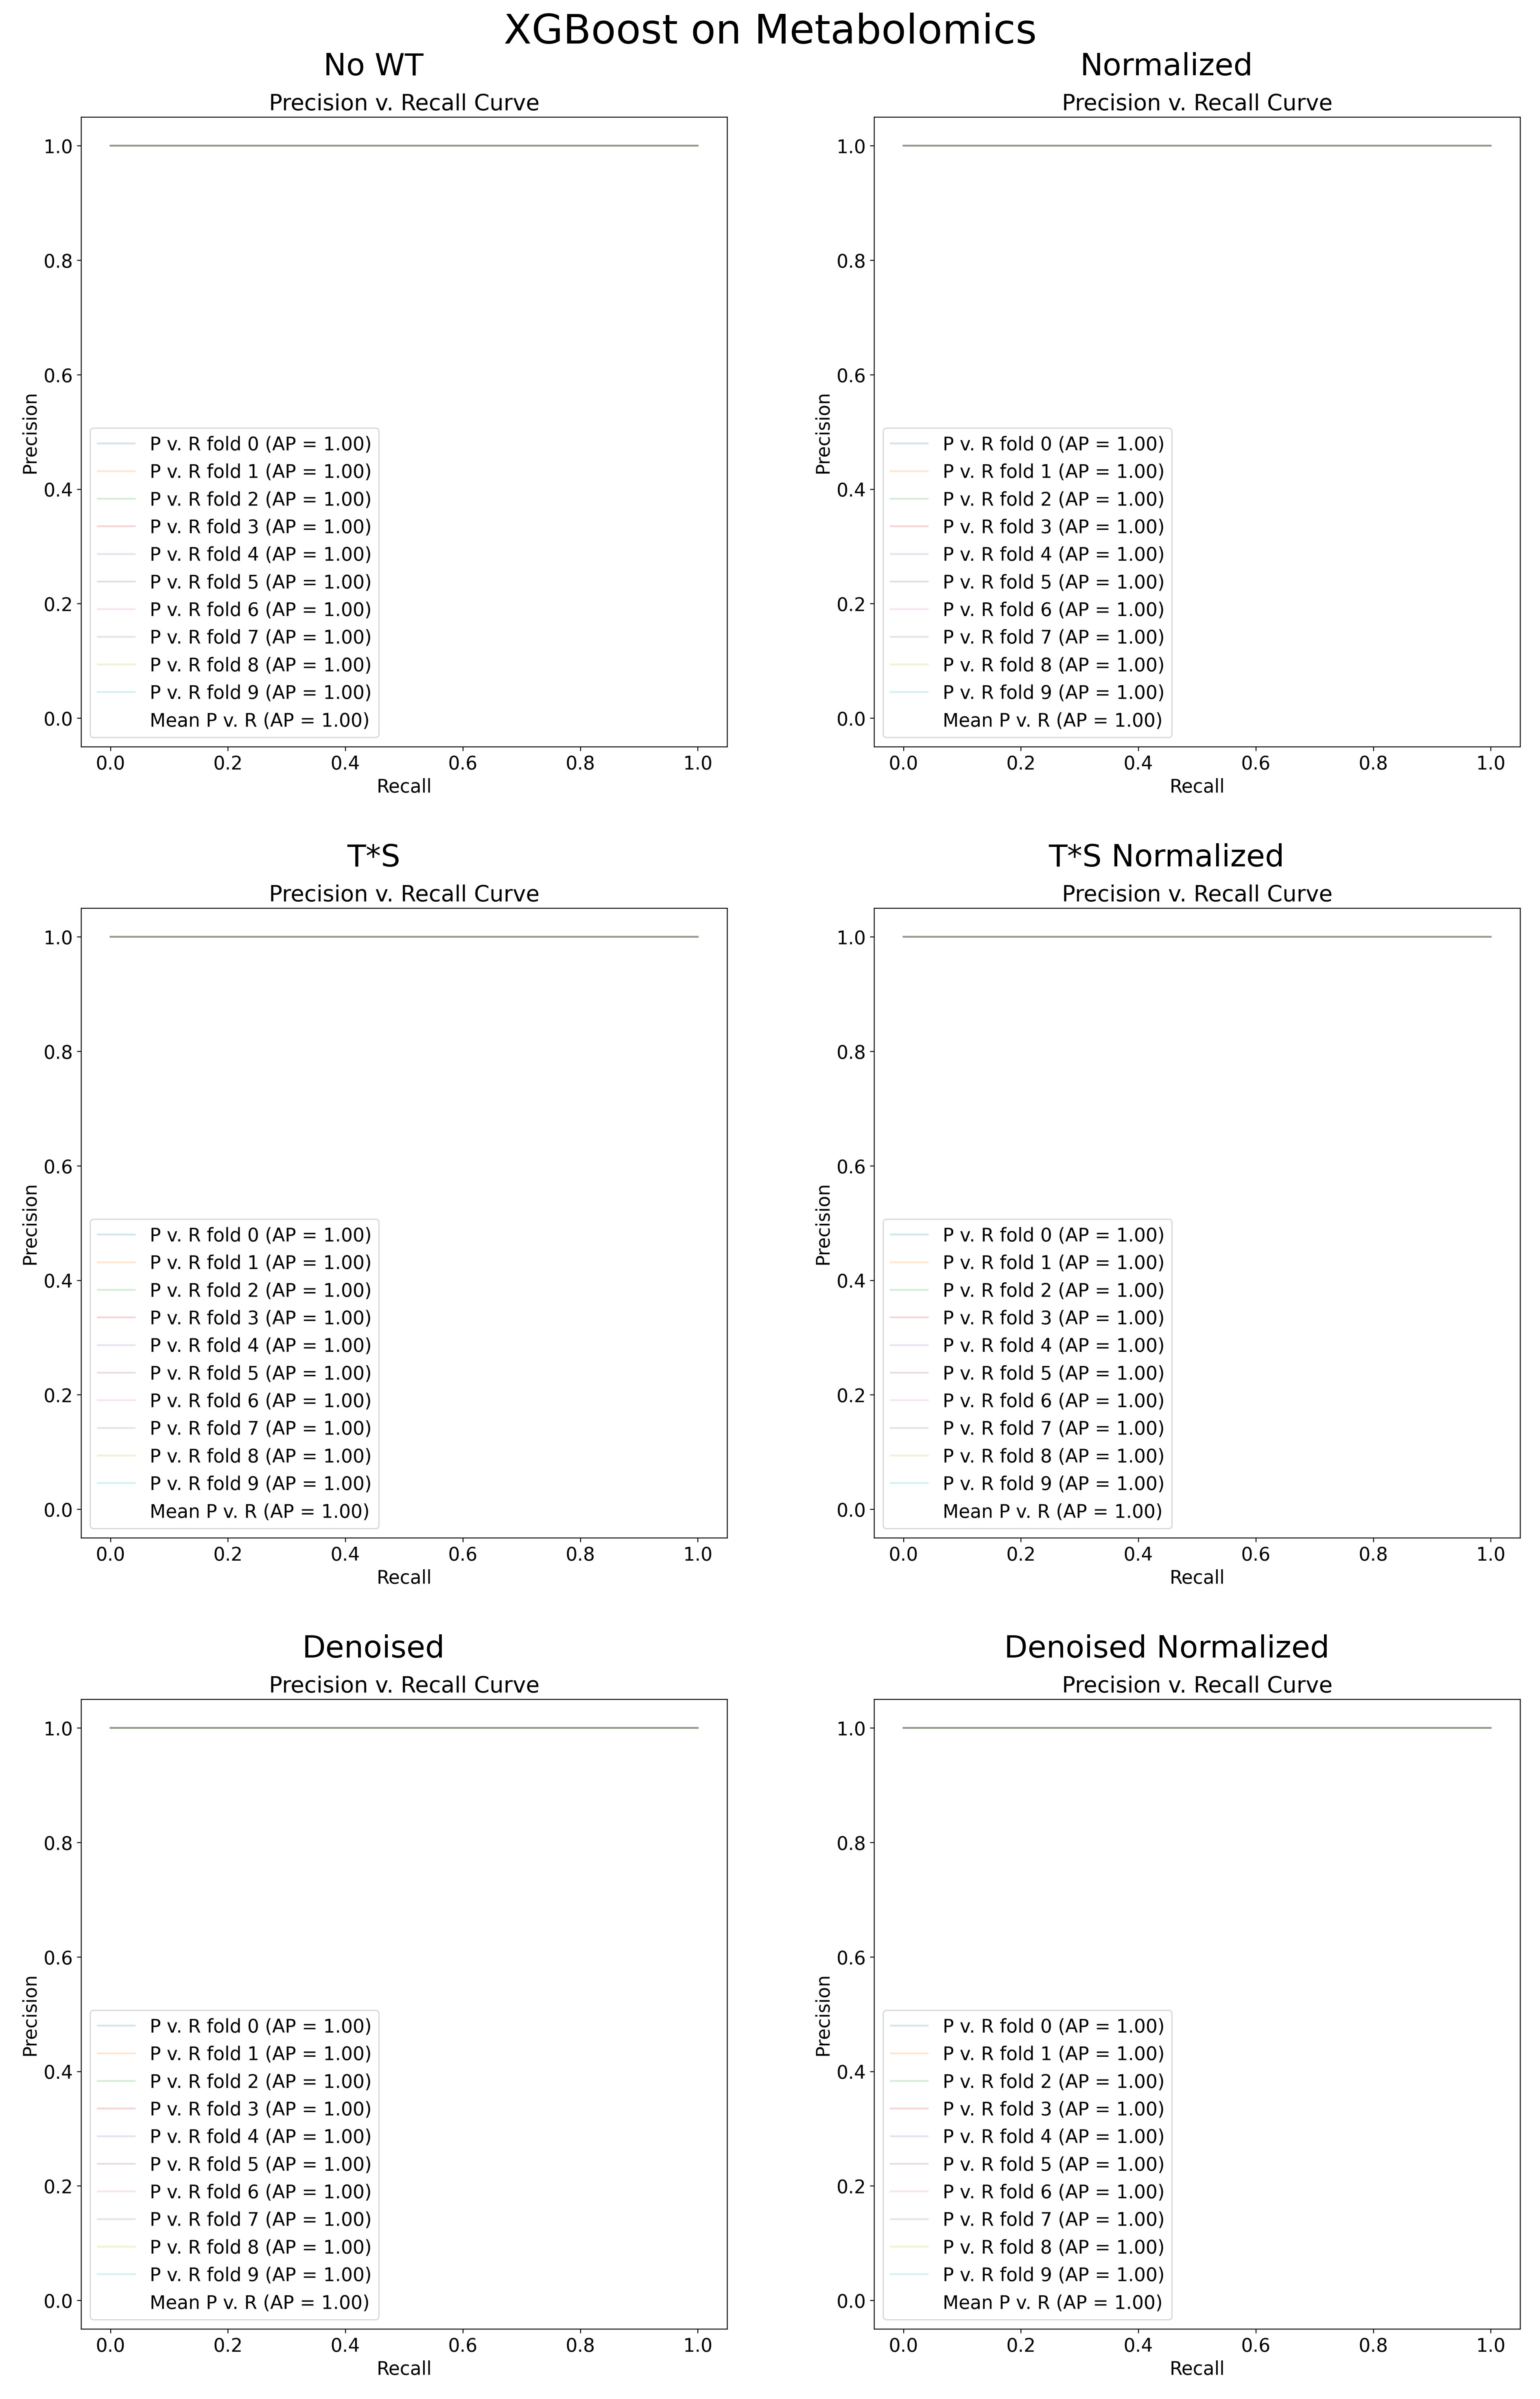 XGBoost on Metabolomics
No WT
Precision v. Recall Curve
1.0
0.8
0.6
0.4
0.2
0.0
Precision
P v. R fold 0 (AP = 1.00)
P v. R fold 1 (AP = 1.00)
P v. R fold 2 (AP = 1.00)
P v. R fold 3 (AP = 1.00)
P v. R fold 4 (AP = 1.00)
P v. R fold 5 (AP = 1.00)
P v. R fold 6 (AP = 1.00)
P v. R fold 7 (AP = 1.00)
P v. R fold 8 (AP = 1.00)
P v. R fold 9 (AP = 1.00)
Mean P v. R (AP = 1.00)
0.0 0.2 0.4 0.6 0.8 1.0
Recall
Normalized
Precision v. Recall Curve
1.0
0.8
0.6
0.4
0.2
0.0
Precision
P v. R fold 0 (AP = 1.00)
P v. R fold 1 (AP = 1.00)
P v. R fold 2 (AP = 1.00)
P v. R fold 3 (AP = 1.00)
P v. R fold 4 (AP = 1.00)
P v. R fold 5 (AP = 1.00)
P v. R fold 6 (AP = 1.00)
P v. R fold 7 (AP = 1.00)
P v. R fold 8 (AP = 1.00)
P v. R fold 9 (AP = 1.00)
Mean P v. R (AP = 1.00)
0.0 0.2 0.4 0.6 0.8 1.0
Recall
T*S
Precision v. Recall Curve
1.0
0.8
0.6
0.4
0.2
0.0
Precision
P v. R fold 0 (AP = 1.00)
P v. R fold 1 (AP = 1.00)
P v. R fold 2 (AP = 1.00)
P v. R fold 3 (AP = 1.00)
P v. R fold 4 (AP = 1.00)
P v. R fold 5 (AP = 1.00)
P v. R fold 6 (AP = 1.00)
P v. R fold 7 (AP = 1.00)
P v. R fold 8 (AP = 1.00)
P v. R fold 9 (AP = 1.00)
Mean P v. R (AP = 1.00)
0.0 0.2 0.4 0.6 0.8 1.0
Recall
T*S Normalized
Precision v. Recall Curve
1.0
0.8
0.6
0.4
0.2
0.0
Precision
P v. R fold 0 (AP = 1.00)
P v. R fold 1 (AP = 1.00)
P v. R fold 2 (AP = 1.00)
P v. R fold 3 (AP = 1.00)
P v. R fold 4 (AP = 1.00)
P v. R fold 5 (AP = 1.00)
P v. R fold 6 (AP = 1.00)
P v. R fold 7 (AP = 1.00)
P v. R fold 8 (AP = 1.00)
P v. R fold 9 (AP = 1.00)
Mean P v. R (AP = 1.00)
0.0 0.2 0.4 0.6 0.8 1.0
Recall
Denoised
Precision v. Recall Curve
1.0
0.8
0.6
0.4
0.2
0.0
Precision
P v. R fold 0 (AP = 1.00)
P v. R fold 1 (AP = 1.00)
P v. R fold 2 (AP = 1.00)
P v. R fold 3 (AP = 1.00)
P v. R fold 4 (AP = 1.00)
P v. R fold 5 (AP = 1.00)
P v. R fold 6 (AP = 1.00)
P v. R fold 7 (AP = 1.00)
P v. R fold 8 (AP = 1.00)
P v. R fold 9 (AP = 1.00)
Mean P v. R (AP = 1.00)
0.0 0.2 0.4 0.6 0.8 1.0
Recall
Denoised Normalized
Precision v. Recall Curve
1.0
0.8
0.6
0.4
0.2
0.0
Precision
P v. R fold 0 (AP = 1.00)
P v. R fold 1 (AP = 1.00)
P v. R fold 2 (AP = 1.00)
P v. R fold 3 (AP = 1.00)
P v. R fold 4 (AP = 1.00)
P v. R fold 5 (AP = 1.00)
P v. R fold 6 (AP = 1.00)
P v. R fold 7 (AP = 1.00)
P v. R fold 8 (AP = 1.00)
P v. R fold 9 (AP = 1.00)
Mean P v. R (AP = 1.00)
0.0 0.2 0.4 0.6 0.8 1.0
Recall